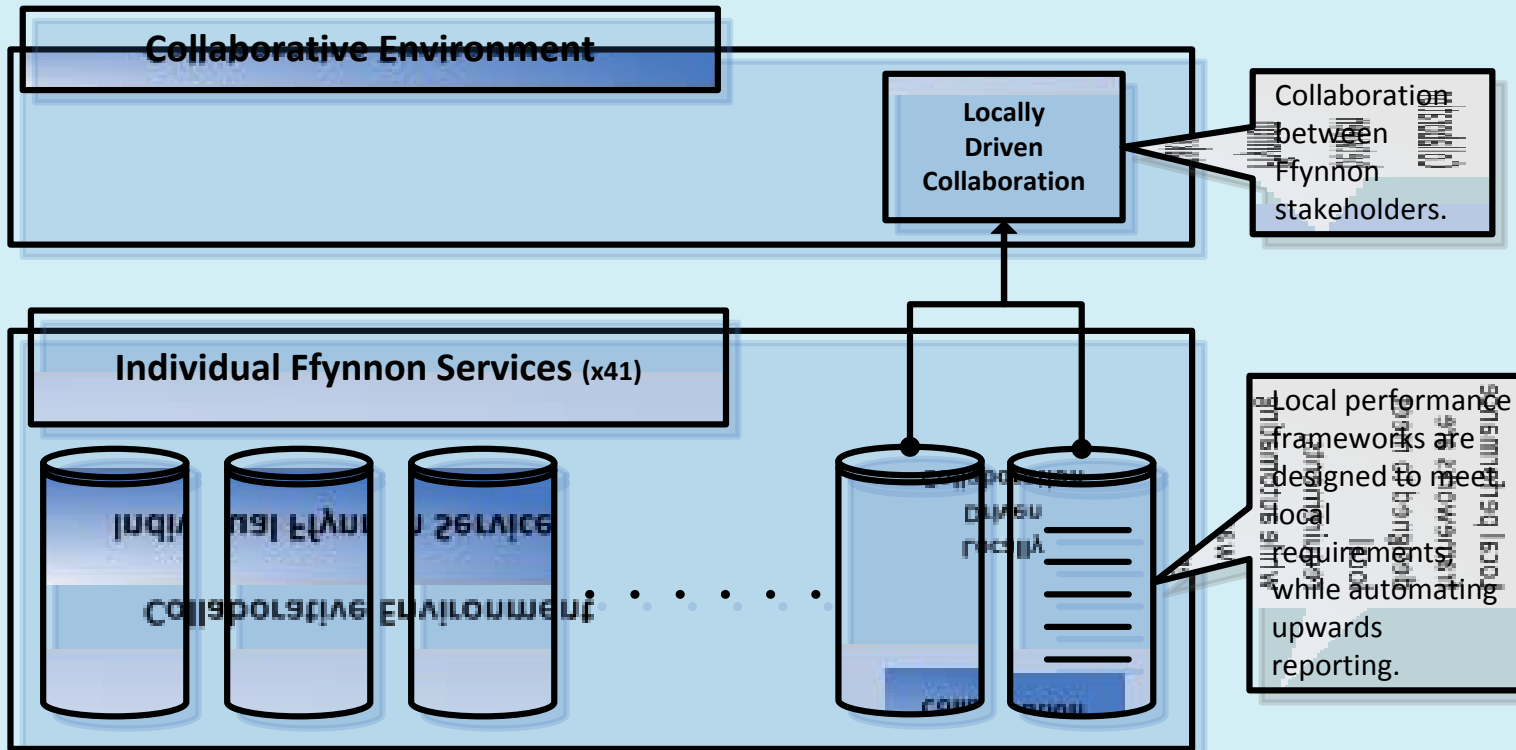 Collaborative Environment
Locally
Driven
Collaboration
Collaboration
between
Ffynnon
stakeholders.
Individual Ffynnon Services (x41)
Local performance
frameworks are
designed to meet
local
requirements,
while automating
upwards
reporting.